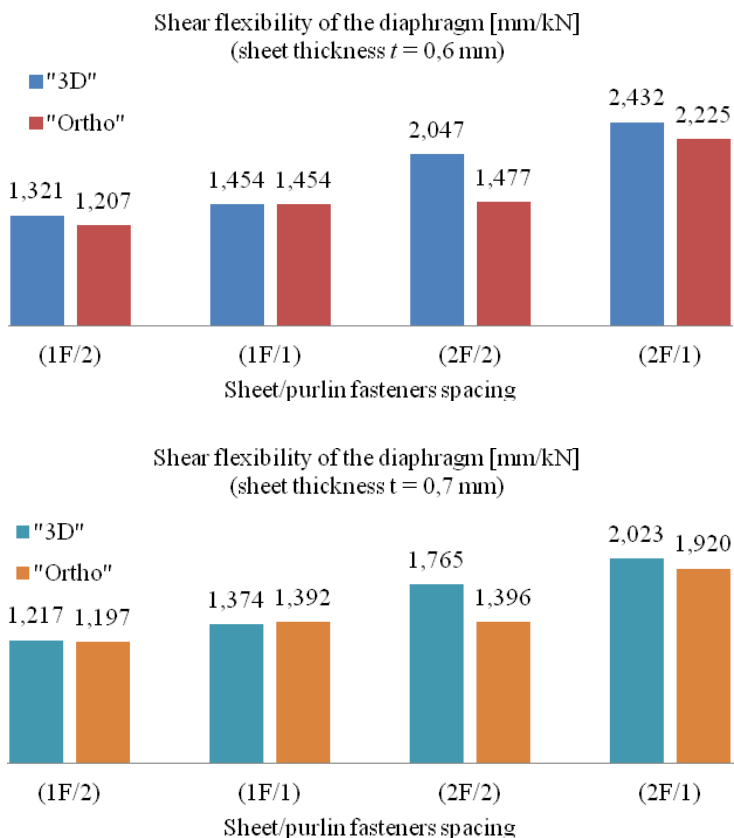 Shear flexibility of the diaphragm [mm/kN]
(sheet thickness t = 0,6 mm)
"3D"
"Ortho"
1,321 1,207 1,454 1,454 2,047 1,477 2,432 2,225
(1F/2) (1F/1) (2F/2) (2F/1)
Sheet/purlin fasteners spacing
Shear flexibility of the diaphragm [mm/kN]
(sheet thickness t = 0,7 mm)
"3D"
"Ortho"
1,217 1,197 1,374 1,392 1,765 1,396 2,023 1,920
(1F/2) (1F/1) (2F/2) (2F/1)
Sheet/purlin fasteners spacing